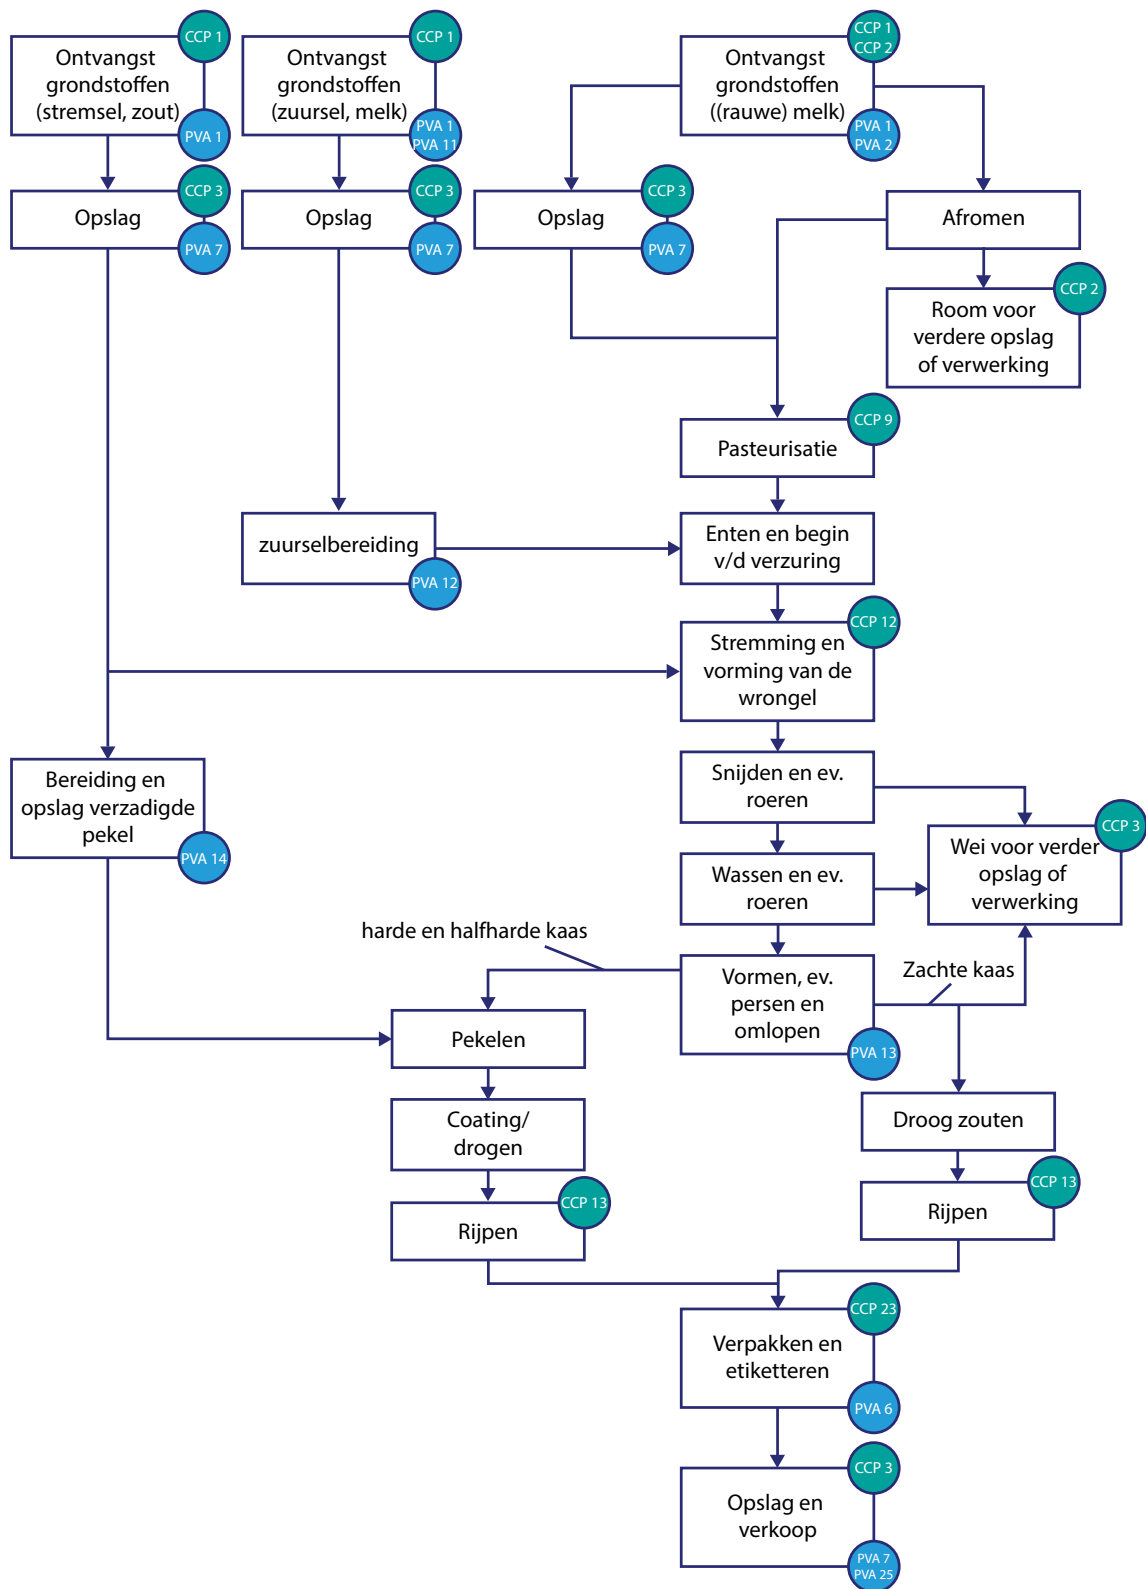 CCP 1
Ontvangst
grondstoffen
(stremsel, zout)
PVA 1
CCP 1
Ontvangst
grondstoffen
(zuursel, melk)
PVA 1
PVA 11
CCP 1
CCP 2
Ontvangst
grondstoffen
((rauwe) melk)
PVA 1
PVA 2
CCP 3
Opslag
PVA 7
CCP 3
Opslag
PVA 7
CCP 3
Opslag
PVA 7
Afromen
CCP 2
Room voor
verdere opslag
of verwerking
CCP 9
Pasteurisatie
zuurselbereiding
PVA 12
Enten en begin
v/d verzuring
CCP 12
Stremming en
vorming van de
wrongel
Bereiding en
opslag verzadigde
pekel
PVA 14
Snijden en ev.
roeren
CCP 3
Wei voor verder
opslag of
verwerking
Wassen en ev.
roeren
harde en halfharde kaas
Vormen, ev.
persen en
omlopen
PVA 13
Zachte kaas
Pekelen
Coating/
drogen
Droog zouten
CCP 13
Rijpen
CCP 13
Rijpen
CCP 23
Verpakken en
etiketteren
PVA 6
CCP 3
Opslag en
verkoop
PVA 7
PVA 25